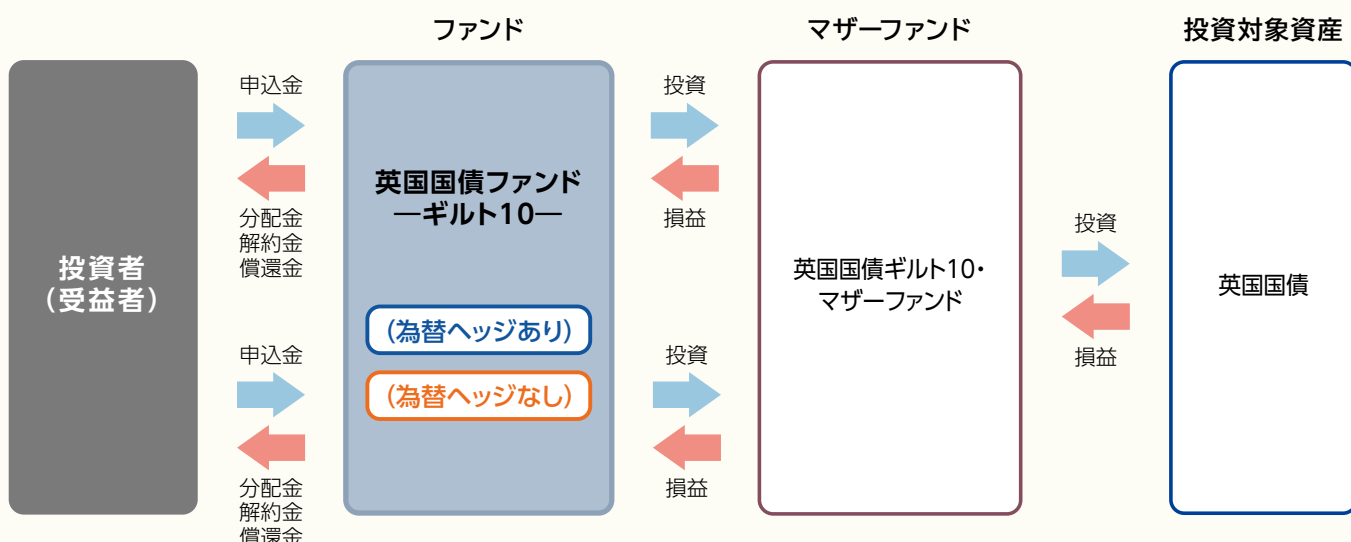 ファンド
マザーファンド
投資対象資産
投資者
(受益者)
申込金
分配金
解約金
償還金
申込金
分配金
解約金
償還金
英国国債ファンド
―ギルト10―
(為替ヘッジあり)
(為替ヘッジなし)
投資
損益
投資
損益
英国国債ギルト10・
マザーファンド
投資
損益
英国国債